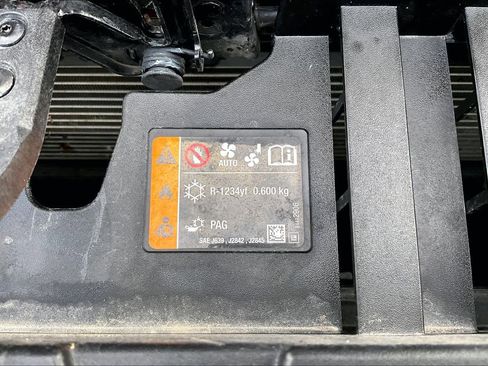 AUTO
R-1234yf 0.600 kg
PAG
SAE J639, J2842, J2845